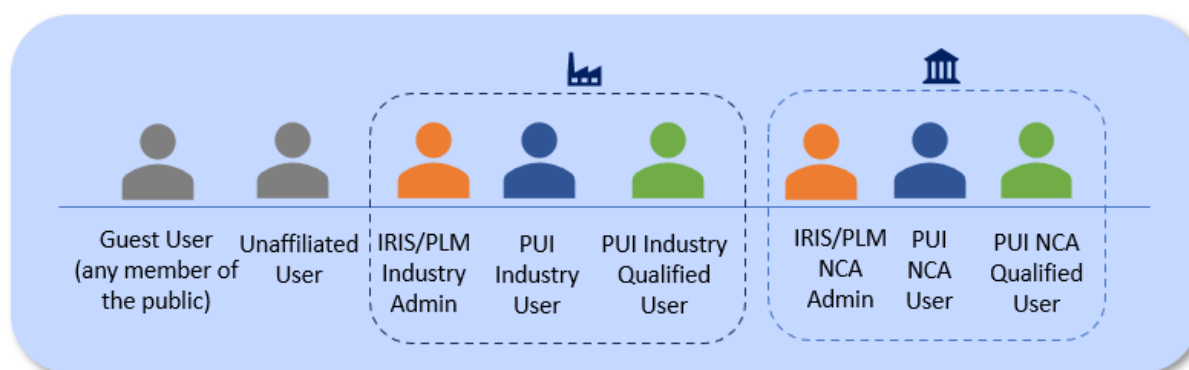 Guest User
(any member of
the public)
Unaffiliated
User
IRIS/PLM
Industry
Admin
PUI
Industry
User
PUI Industry
Qualified
User
IRIS/PLM
NCA
Admin
PUI
NCA
User
PUI NCA
Qualified
User